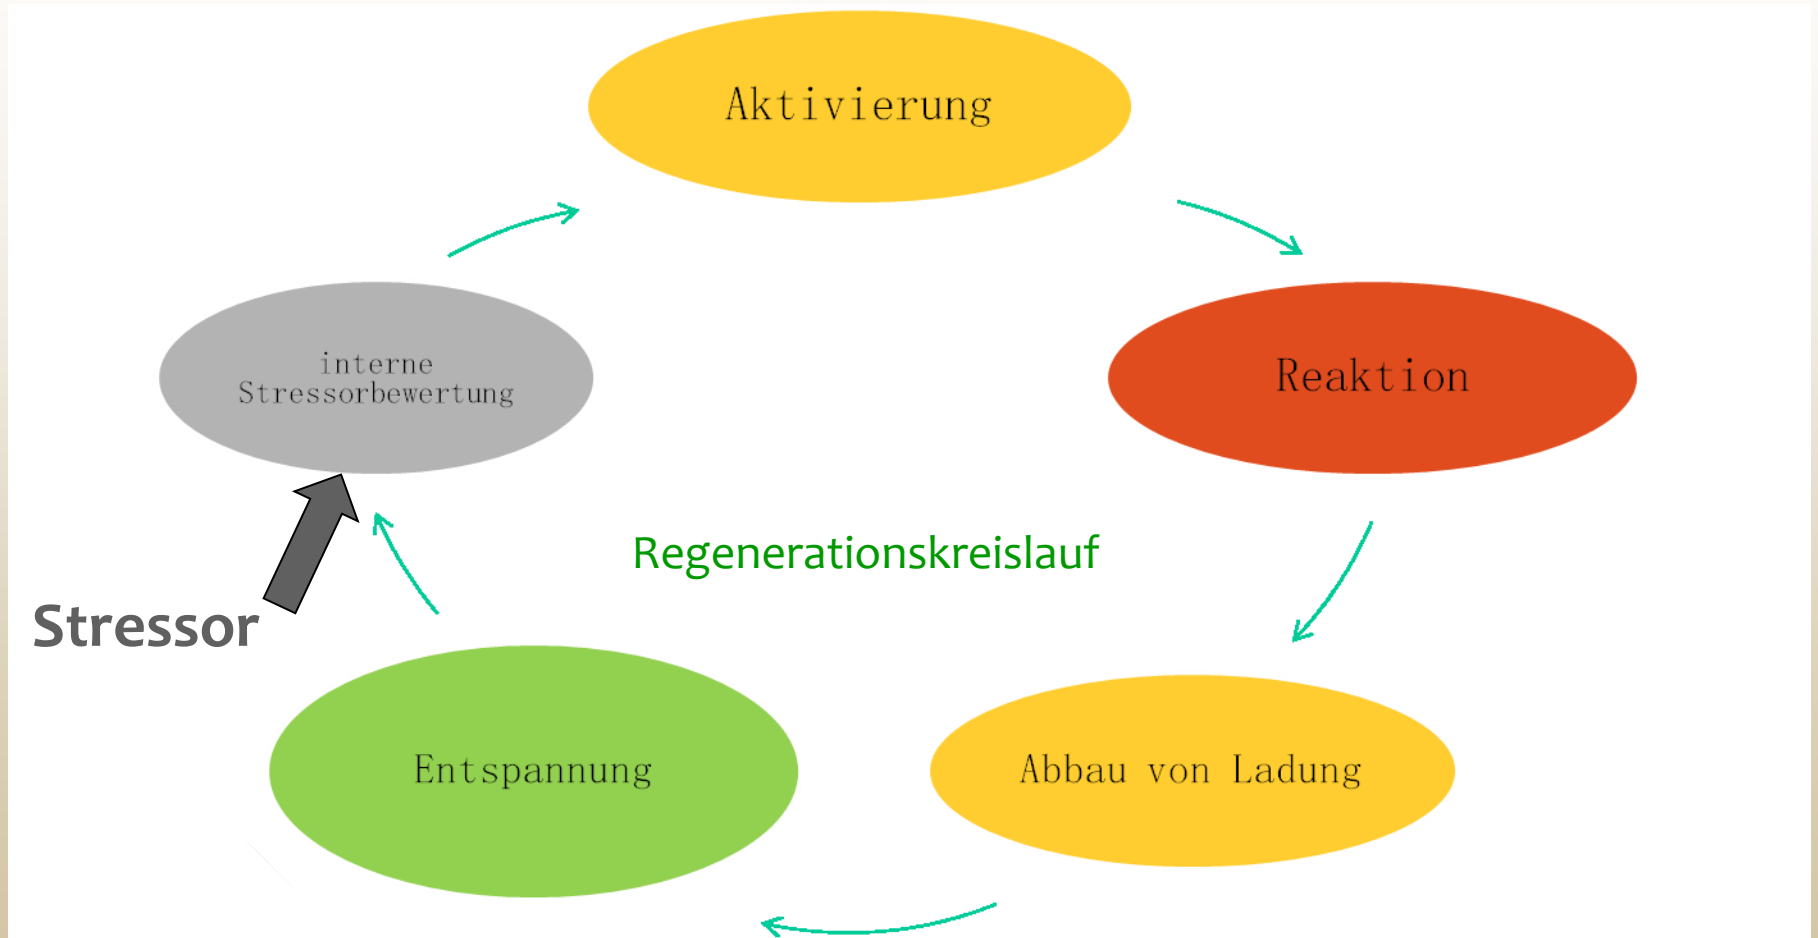 Aktivierung
Reaktion
interne
Stressorbewertung
Regenerationskreislauf
Stressor
Entspannung
Abbau von Ladung